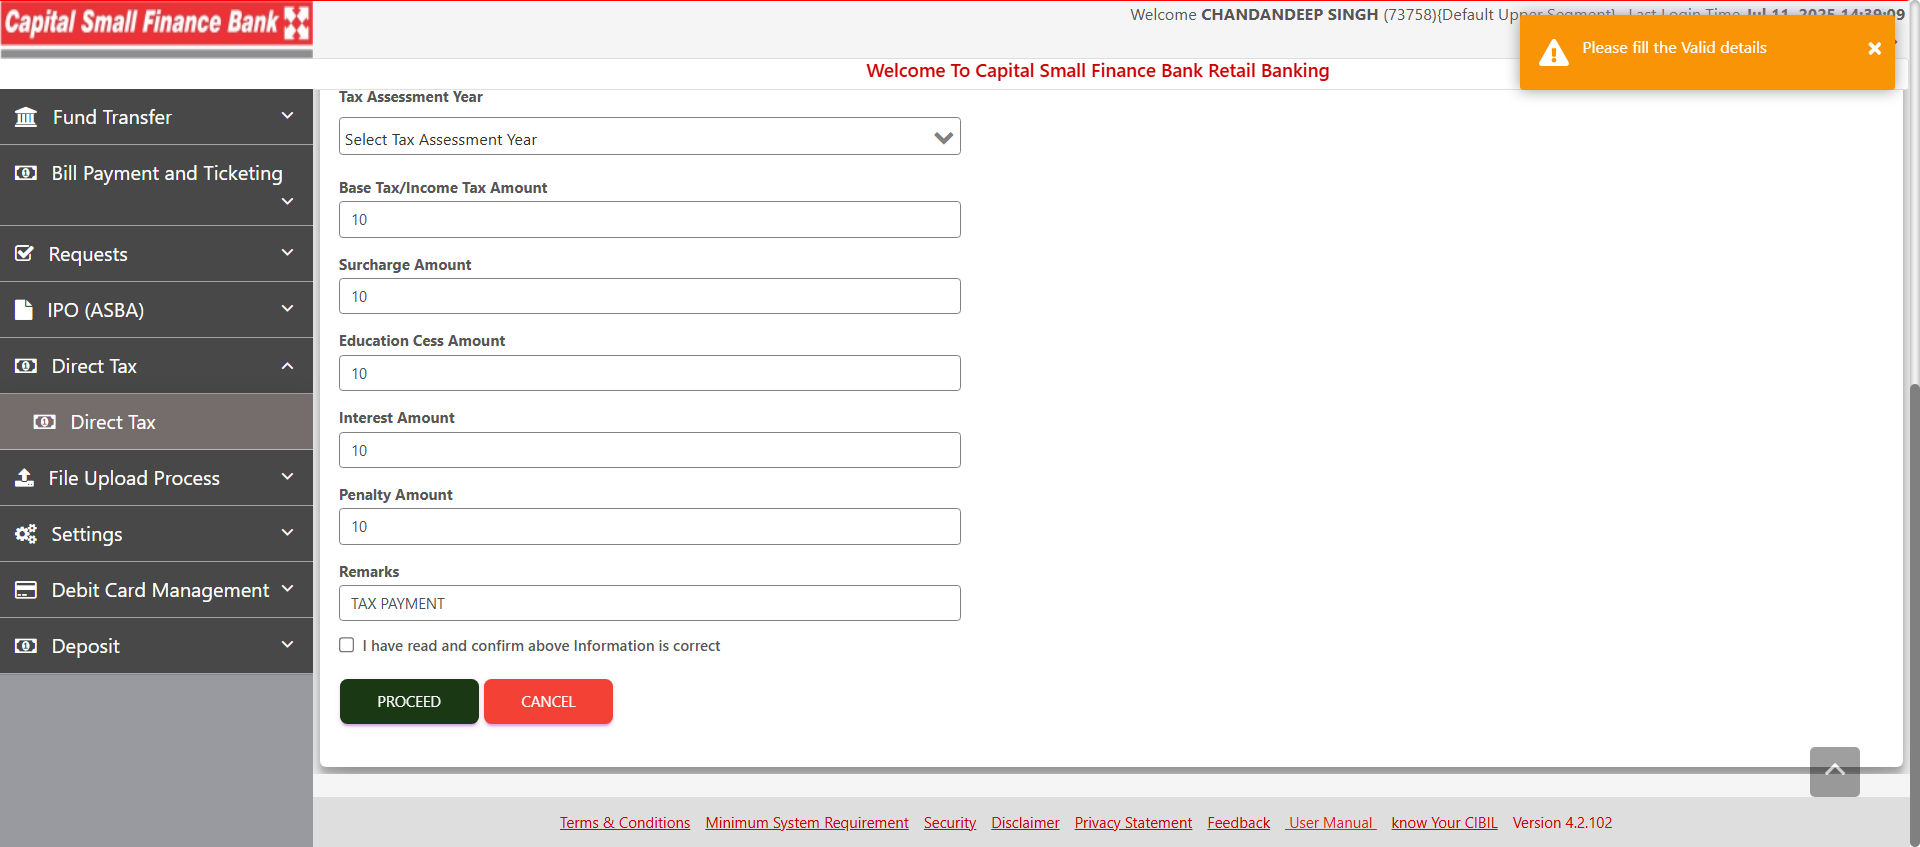 Capital Small Finance Bank
Welcome CHANDANDEEP SINGH (73758){Default Upper Segment} Last Login Time Jul 11, 2025 14:39:09
Please fill the Valid details
Welcome To Capital Small Finance Bank Retail Banking
Fund Transfer
Bill Payment and Ticketing
Requests
IPO (ASBA)
Direct Tax
Direct Tax
File Upload Process
Settings
Debit Card Management
Deposit
Tax Assessment Year
Select Tax Assessment Year
Base Tax/Income Tax Amount
10
Surcharge Amount
10
Education Cess Amount
10
Interest Amount
10
Penalty Amount
10
Remarks
TAX PAYMENT
I have read and confirm above Information is correct
PROCEED CANCEL
Terms & Conditions Minimum System Requirement Security Disclaimer Privacy Statement Feedback User Manual know Your CIBIL Version 4.2.102